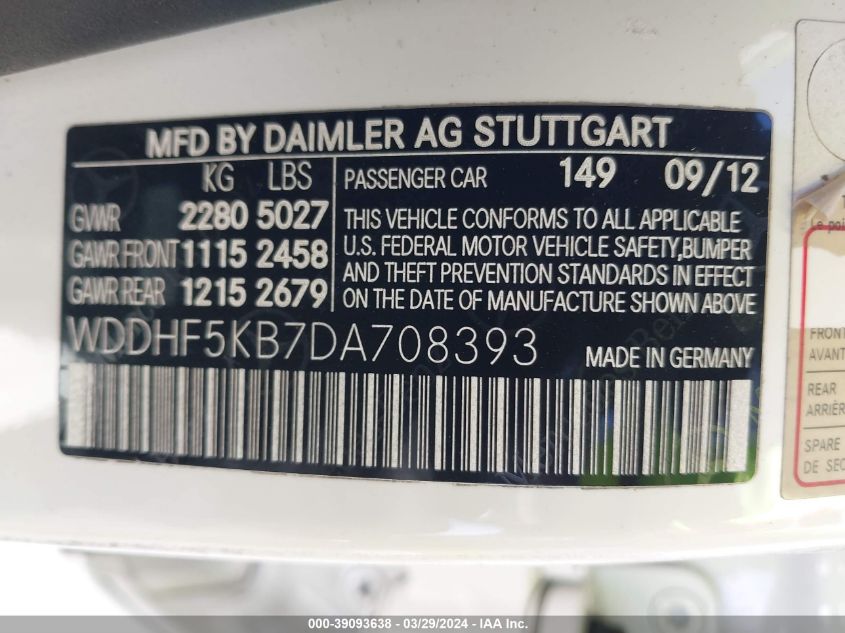 MFD BY DAIMLER AG STUTTGART
KG LBS
GVWR 2280 5027
GAWR FRONT 1115 2458
GAWR REAR 1215 2679
PASSENGER CAR 149 09/12
THIS VEHICLE CONFORMS TO ALL APPLICABLE
U.S. FEDERAL MOTOR VEHICLE SAFETY,BUMPER
AND THEFT PREVENTION STANDARDS IN EFFECT
ON THE DATE OF MANUFACTURE SHOWN ABOVE
WDDHF5KB7DA708393 MADE IN GERMANY
Le poi
FRONT
AVANT
REAR
ARRIÈR
SPARE
DE SEC
000-39093638 - 03/29/2024 - IAA Inc.